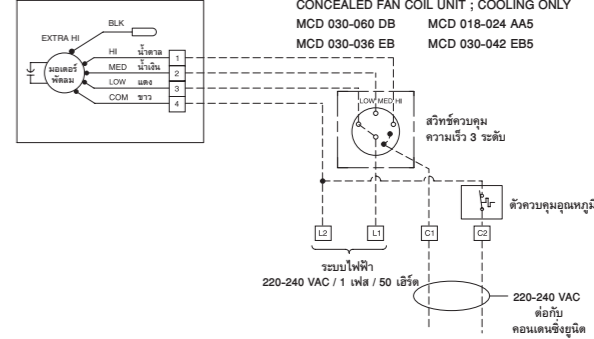 CONCEALED FAN COIL UNIT ; COOLING ONLY
MCD 030-060 DB MCD 018-024 AA5
MCD 030-036 EB MCD 030-042 EB5
BLK
EXTRA HI
HI น้ำตาล 1
MED น้ำเงิน 2
LOW แดง 3
COM ขาว 4
มอเตอร์
พัดลม
LOW MED HI
สวิทช์ควบคุม
ความเร็ว 3 ระดับ
ตัวควบคุมอุณหภูมิ
L2 L1 C1 C2
ระบบไฟฟ้า
220-240 VAC / 1 เฟส / 50 เฮิร์ต
220-240 VAC
ต่อกับ
คอนเดนซิ่งยูนิต